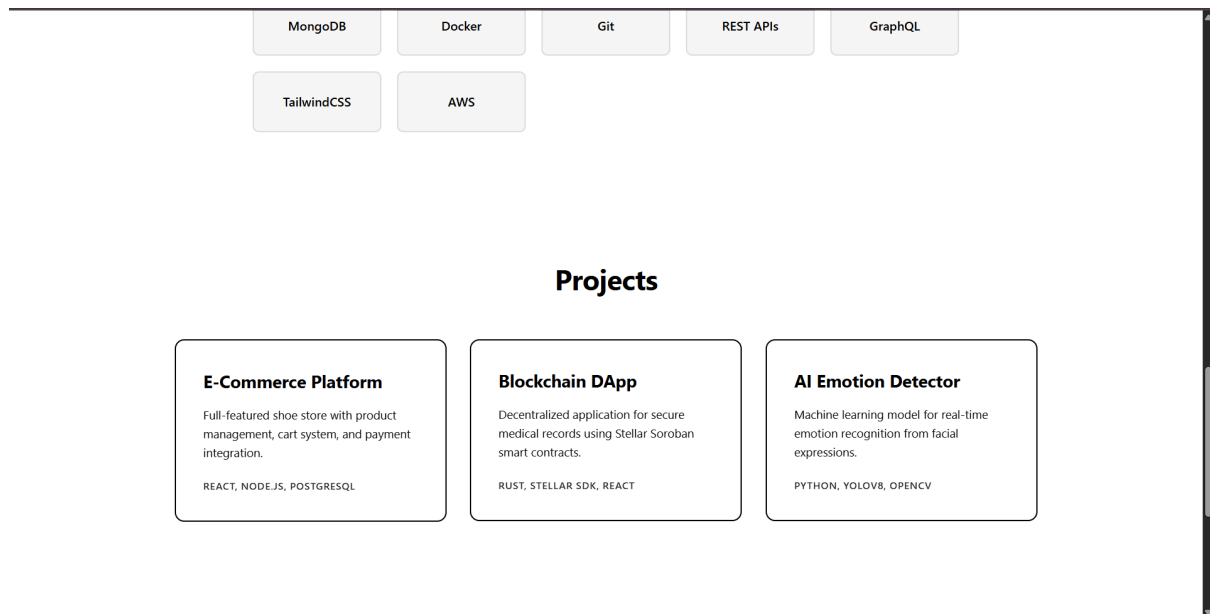 MongoDB Docker Git REST APIs GraphQL
TailwindCSS AWS
Projects
E-Commerce Platform
Full-featured shoe store with product
management, cart system, and payment
integration.
REACT, NODE.JS, POSTGRESQL
Blockchain DApp
Decentralized application for secure
medical records using Stellar Soroban
smart contracts.
RUST, STELLAR SDK, REACT
AI Emotion Detector
Machine learning model for real-time
emotion recognition from facial
expressions.
PYTHON, YOLOV8, OPENCV